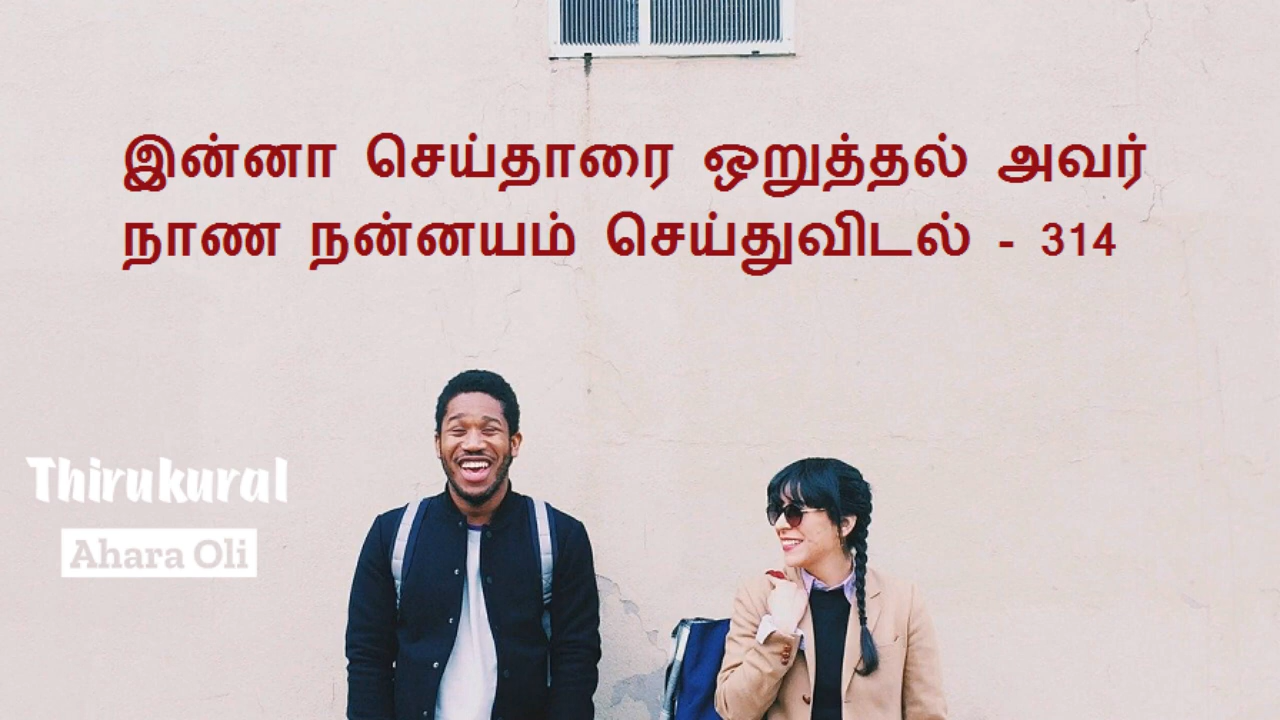 இன்னா செய்தாரை ஒறுத்தல் அவர்
நாண நன்னயம் செய்துவிடல் - 314
Thirukural
Ahara Oli